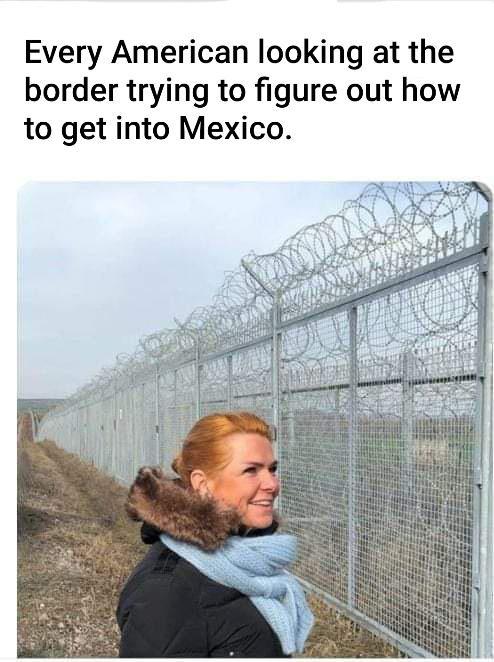 Every American looking at the
border trying to figure out how
to get into Mexico.